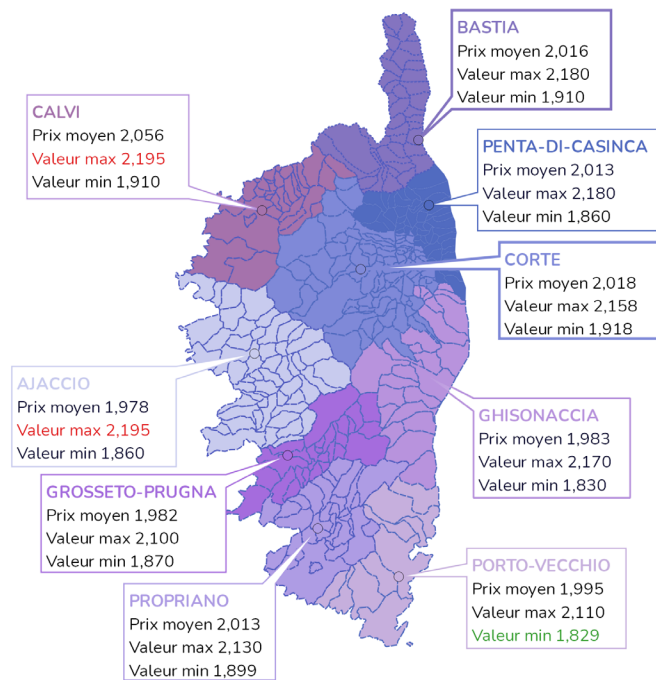 BASTIA
Prix moyen 2,016
Valeur max 2,180
Valeur min 1,910
CALVI
Prix moyen 2,056
Valeur max 2,195
Valeur min 1,910
PENTA-DI-CASINCA
Prix moyen 2,013
Valeur max 2,180
Valeur min 1,860
CORTE
Prix moyen 2,018
Valeur max 2,158
Valeur min 1,918
AJACCIO
Prix moyen 1,978
Valeur max 2,195
Valeur min 1,860
GHISONACCIA
Prix moyen 1,983
Valeur max 2,170
Valeur min 1,830
GROSSETO-PRUGNA
Prix moyen 1,982
Valeur max 2,100
Valeur min 1,870
PORTO-VECCHIO
Prix moyen 1,995
Valeur max 2,110
Valeur min 1,829
PROPRIANO
Prix moyen 2,013
Valeur max 2,130
Valeur min 1,899